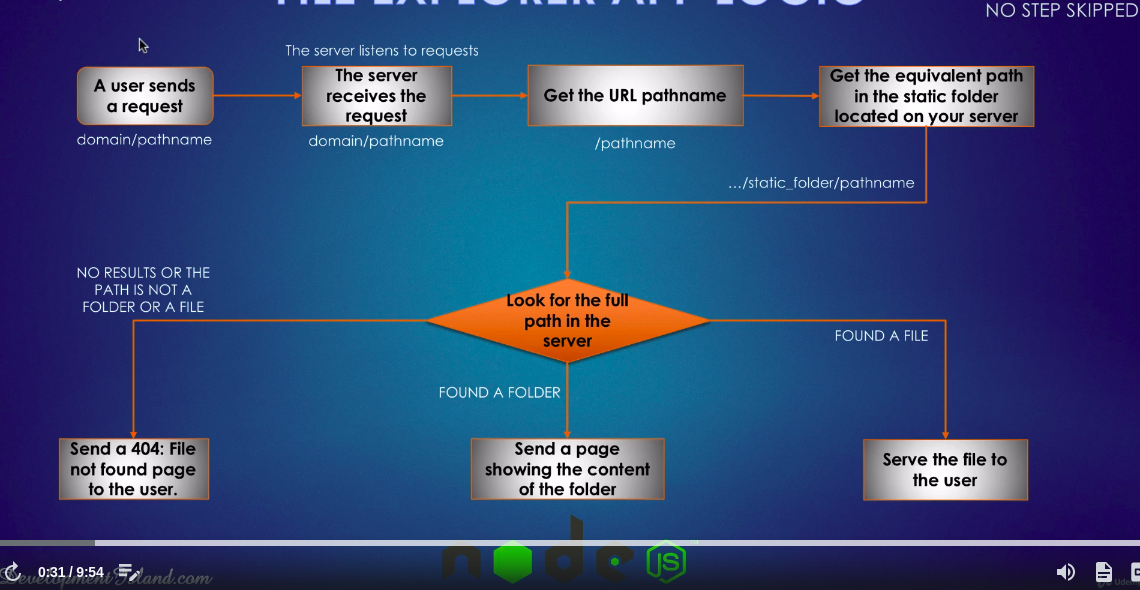 FILE EXPLORER APP LOGIC
NO STEP SKIPPED
The server listens to requests
A user sends
a request
The server
receives the
request
Get the URL pathname
Get the equivalent path
in the static folder
located on your server
domain/pathname
domain/pathname
/pathname
.../static_folder/pathname
NO RESULTS OR THE
PATH IS NOT A
FOLDER OR A FILE
Look for the full
path in the
server
FOUND A FILE
FOUND A FOLDER
Send a 404: File
not found page
to the user.
Send a page
showing the content
of the folder
Serve the file to
the user
node
JS
0:31 / 9:54
DevelopmentIsland.com